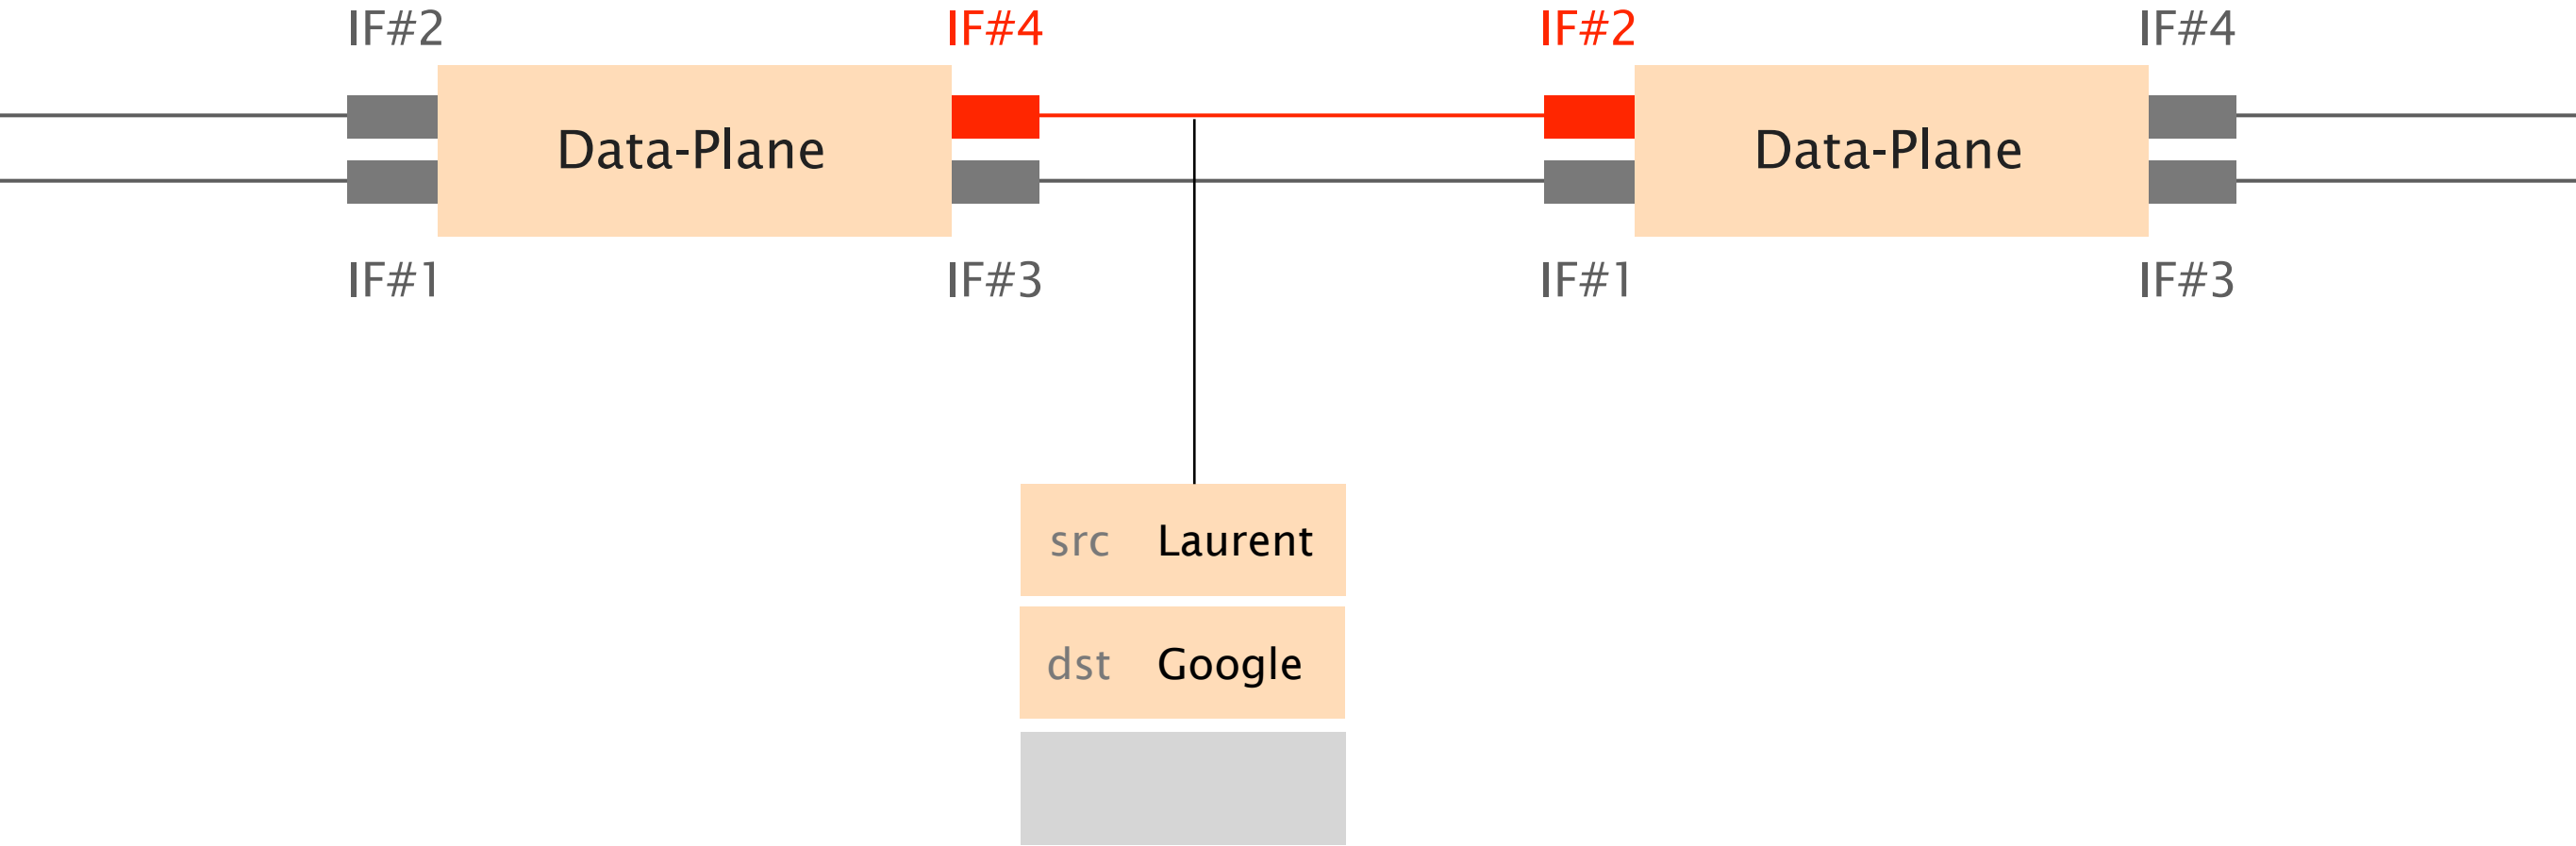 IF#2 IF#4 IF#2 IF#4
Data-Plane Data-Plane
IF#1 IF#3 IF#1 IF#3
src Laurent
dst Google